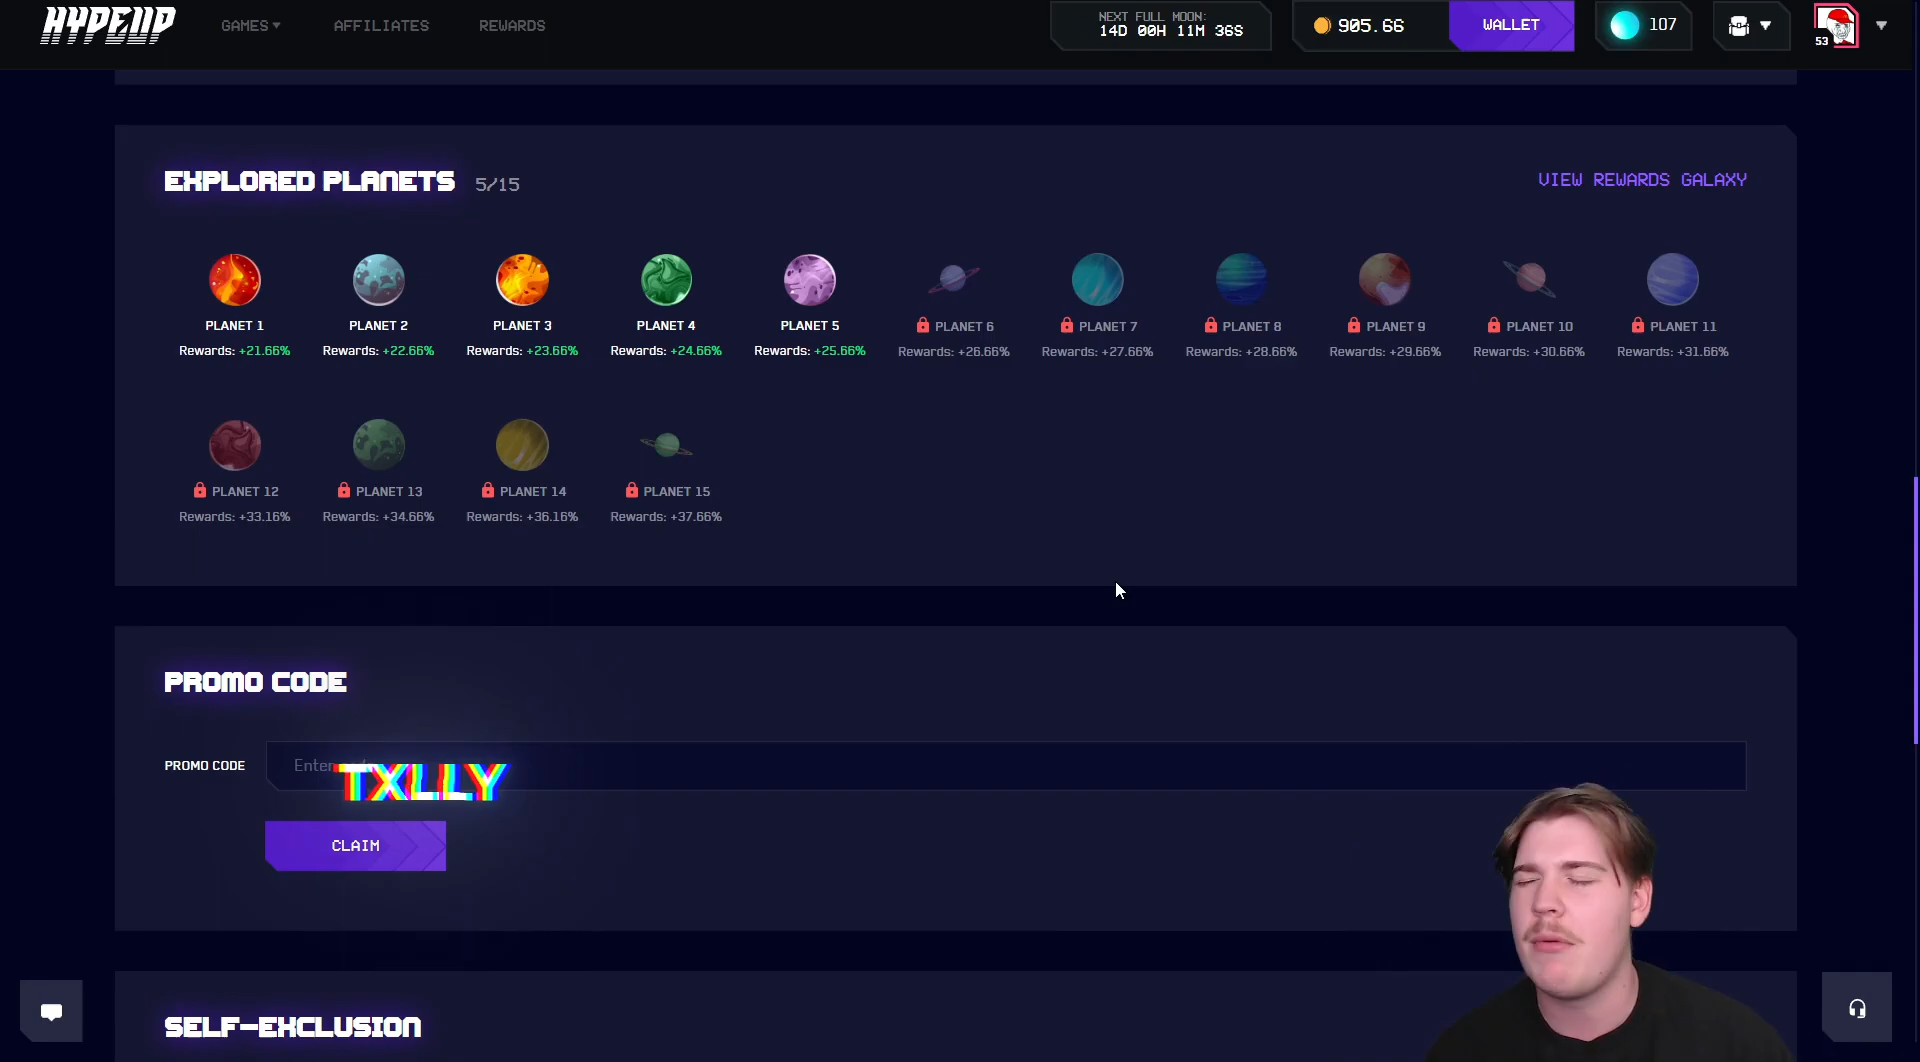 HYPEUP
GAMES
AFFILIATES
REWARDS
NEXT FULL MOON:
14D 00H 11M 36S
905.66
WALLET
107
53
EXPLORED PLANETS 5/15
VIEW REWARDS GALAXY
PLANET 1
Rewards: +21.66%
PLANET 2
Rewards: +22.66%
PLANET 3
Rewards: +23.66%
PLANET 4
Rewards: +24.66%
PLANET 5
Rewards: +25.66%
PLANET 6
Rewards: +26.66%
PLANET 7
Rewards: +27.66%
PLANET 8
Rewards: +28.66%
PLANET 9
Rewards: +29.66%
PLANET 10
Rewards: +30.66%
PLANET 11
Rewards: +31.66%
PLANET 12
Rewards: +33.16%
PLANET 13
Rewards: +34.66%
PLANET 14
Rewards: +36.16%
PLANET 15
Rewards: +37.66%
PROMO CODE
PROMO CODE
Enter
TXLLY
CLAIM
SELF-EXCLUSION